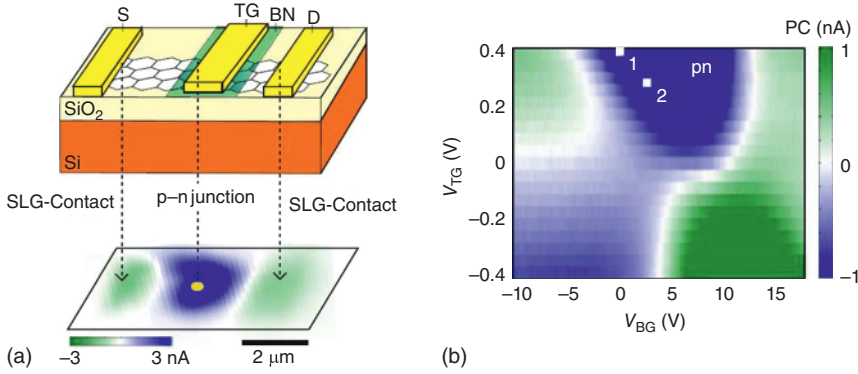 S TG BN D
SiO2
Si
SLG-Contact
p–n junction
SLG-Contact
–3 3 nA
2 μm
(a)
PC (nA)
1
0
–1
pn
1
2
0.4
0.2
0
–0.2
–0.4
VTG (V)
–10 –5 0 5 10 15
VBG (V)
(b)